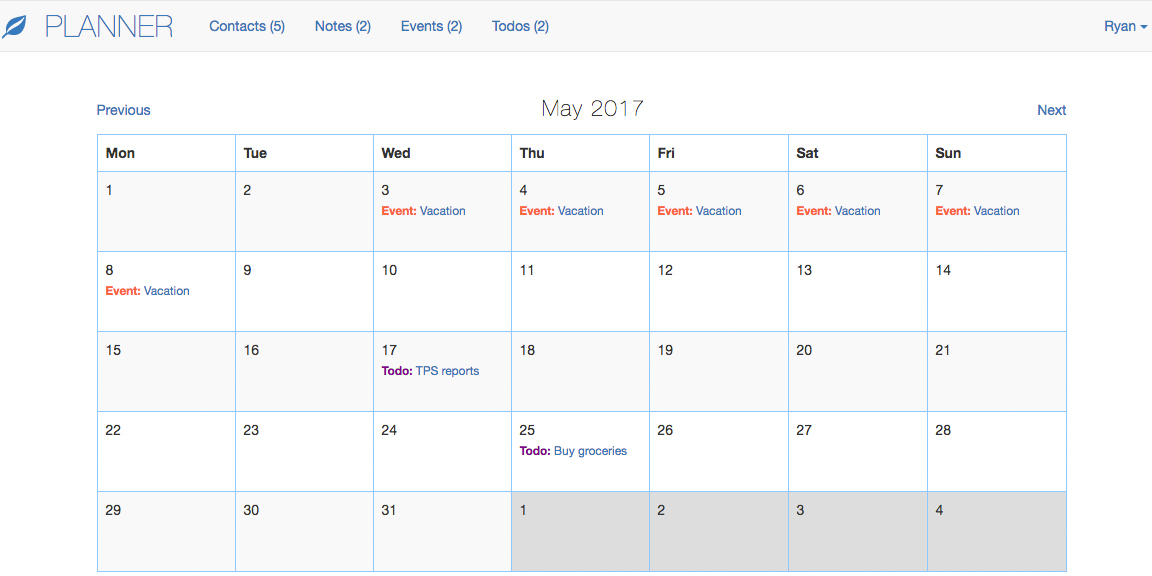 PLANNER Contacts (5) Notes (2) Events (2) Todos (2) Ryan
Previous May 2017 Next
Mon Tue Wed Thu Fri Sat Sun
1 2 3 4 5 6 7
Event: Vacation Event: Vacation Event: Vacation Event: Vacation Event: Vacation
8 9 10 11 12 13 14
Event: Vacation
15 16 17 18 19 20 21
Todo: TPS reports
22 23 24 25 26 27 28
Todo: Buy groceries
29 30 31 1 2 3 4